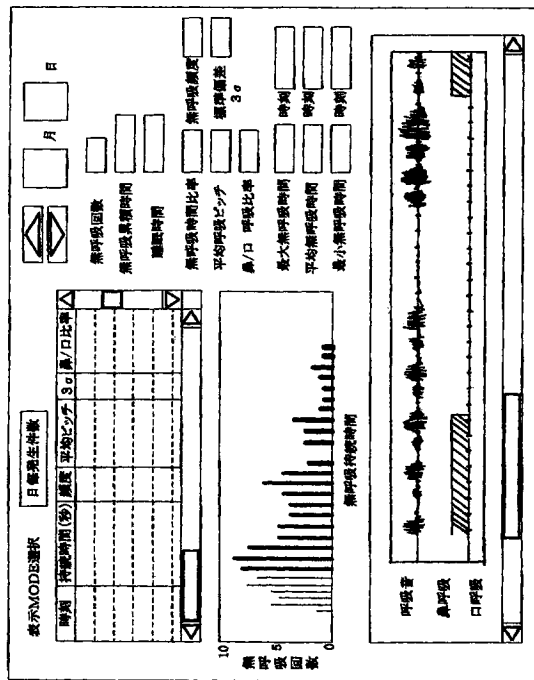 表示MODE選択 日毎発生件数
時刻 持続時間(秒) 頻度 平均ピッチ 3σ 鼻/口比率
月 日
無呼吸回数
無呼吸累積時間
睡眠時間
無呼吸時間比率 無呼吸頻度
平均呼吸ピッチ 標準偏差
3σ
鼻/口 呼吸比率
最大無呼吸時間 時刻
平均無呼吸時間 時刻
最小無呼吸時間 時刻
10
5
0
無呼吸回数
無呼吸持続時間
呼吸音
鼻呼吸
口呼吸